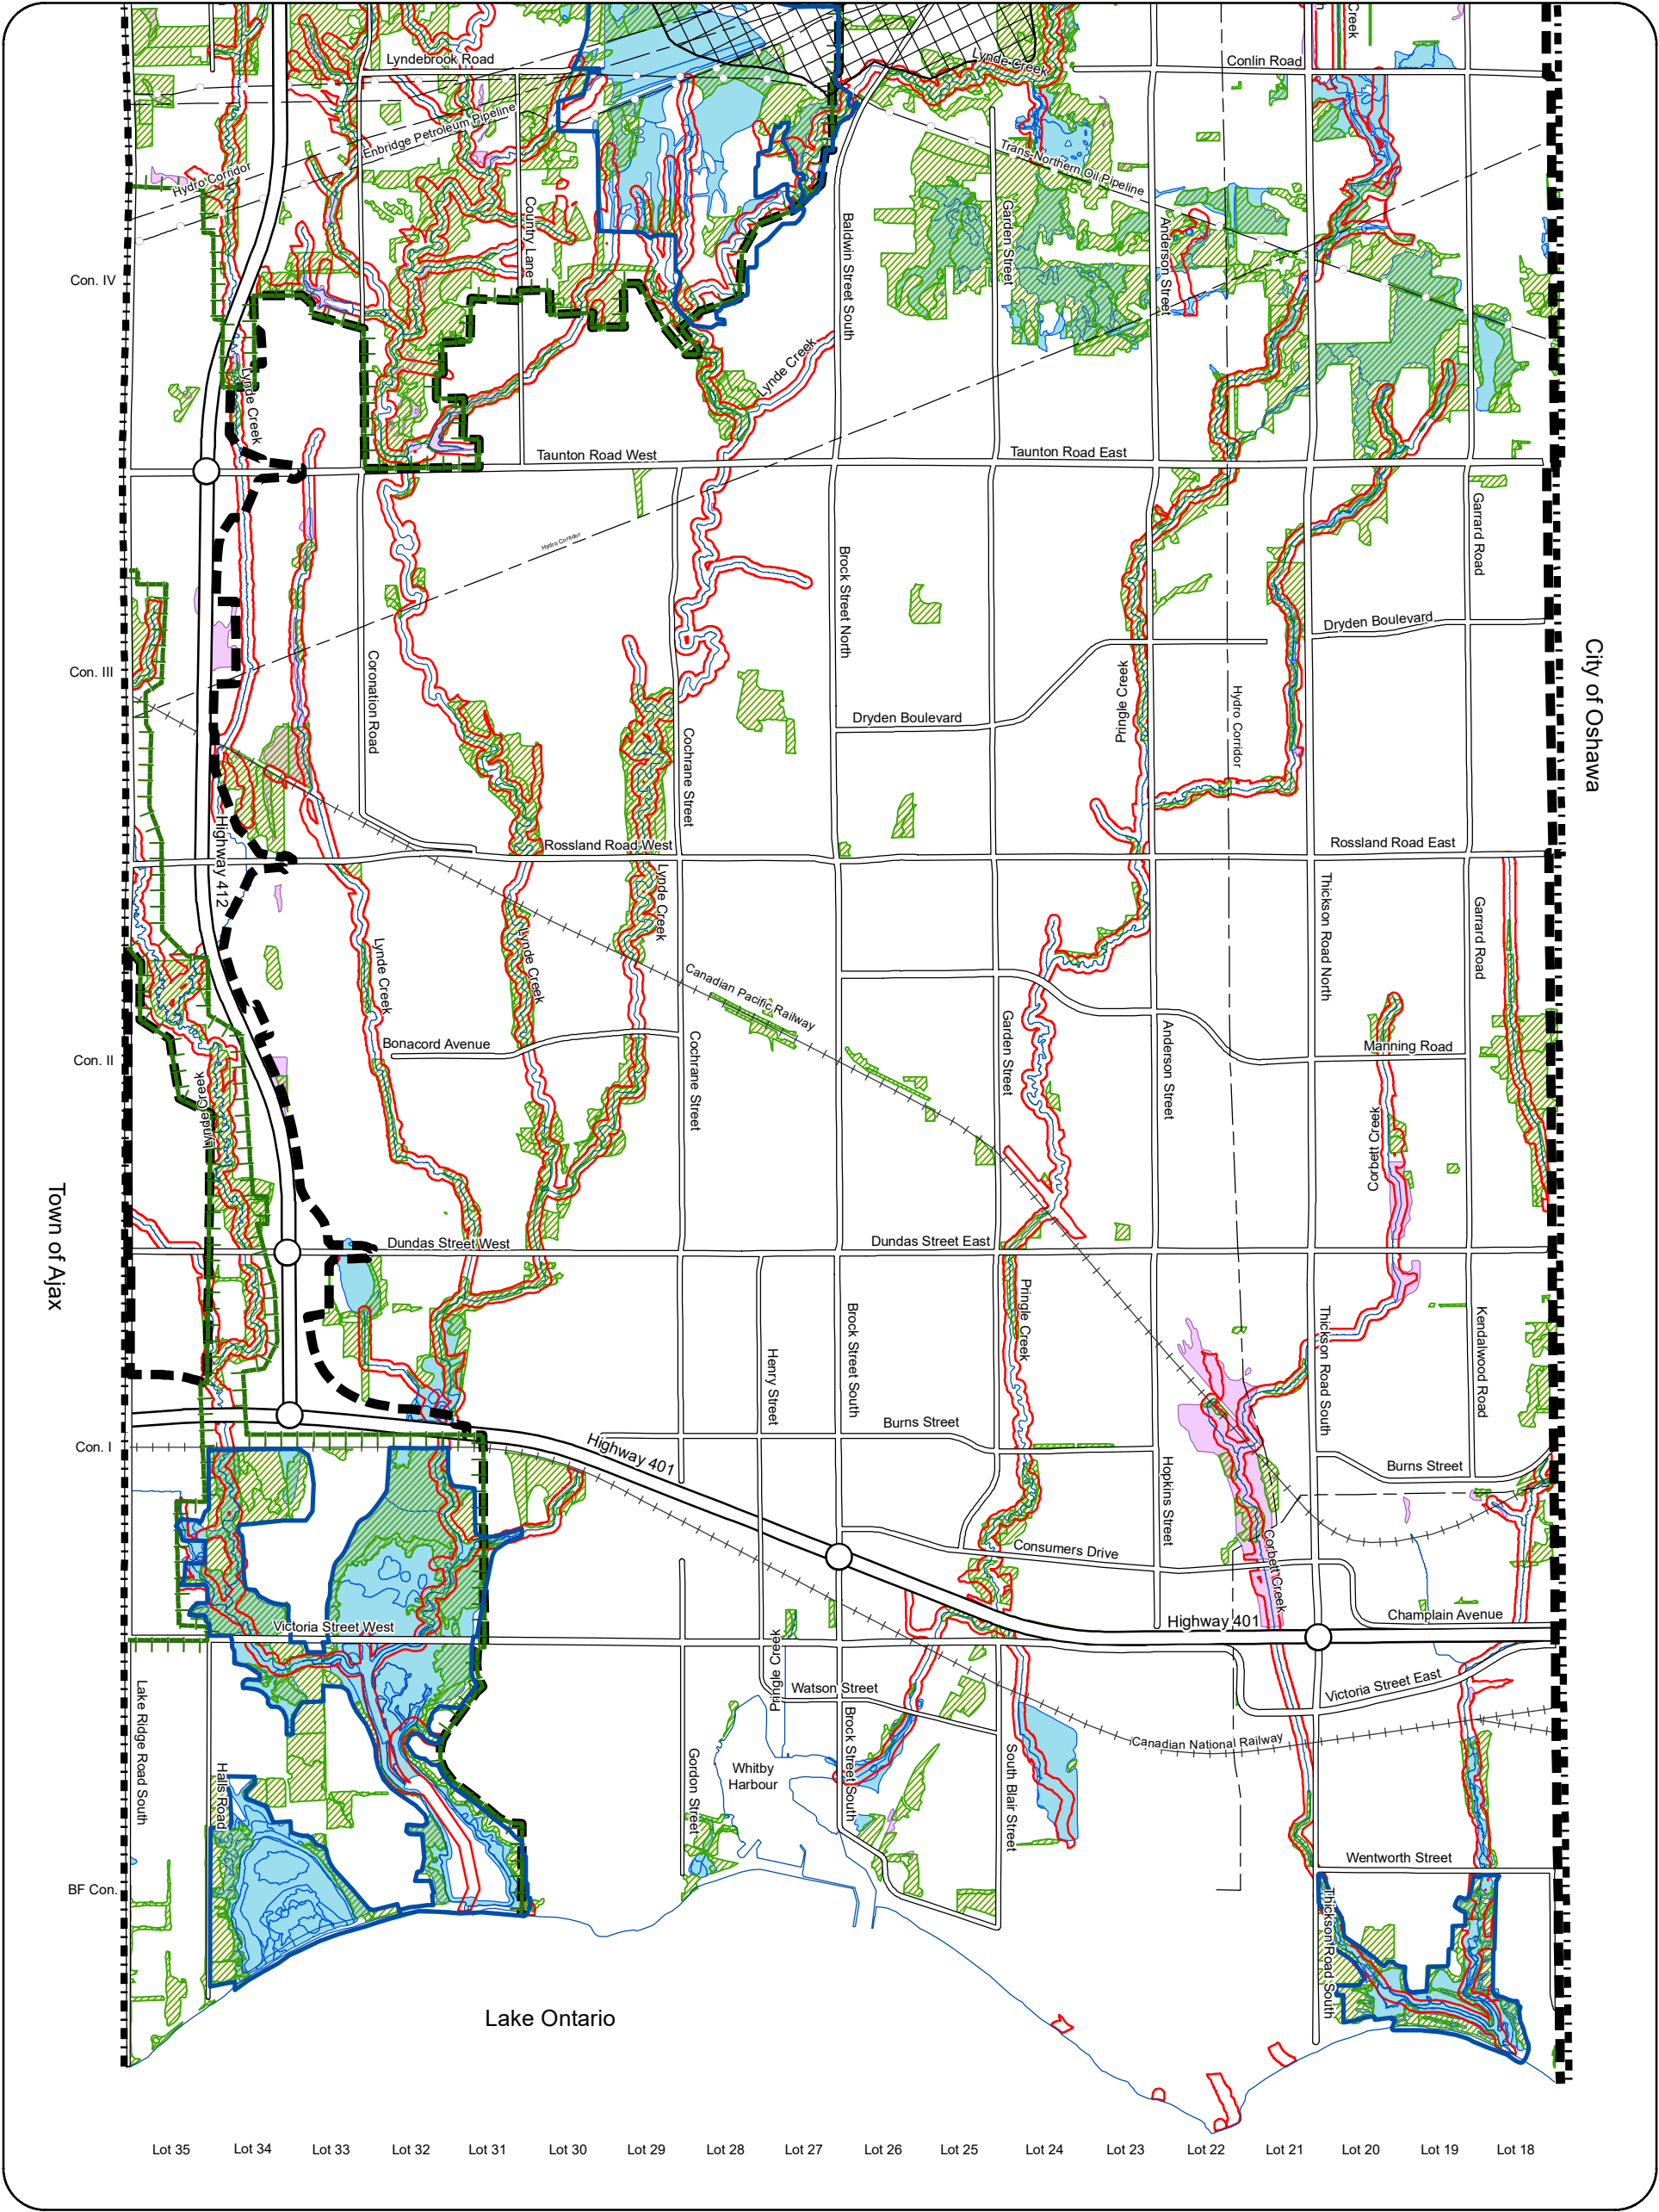 Lyndebrook Road
Lynde Creek
Conlin Road
Creek
Enbridge Petroleum Pipeline
Hydro Corridor
Trans-Northern Oil Pipeline
Country Lane
Baldwin Street South
Garden Street
Anderson Street
Con. IV
Lynde Creek
Lynde Creek
Taunton Road West
Taunton Road East
Hydro Corridor
Garrard Road
Brock Street North
Dryden Boulevard
City of Oshawa
Con. III
Coronation Road
Pringle Creek
Hydro Corridor
Dryden Boulevard
Cochrane Street
Highway 412
Rossland Road West
Rossland Road East
Lynde Creek
Thickson Road North
Garrard Road
Lynde Creek
Lynde Creek
Canadian Pacific Railway
Garden Street
Anderson Street
Bonacord Avenue
Cochrane Street
Manning Road
Con. II
Lynde Creek
Corbett Creek
Town of Ajax
Dundas Street West
Dundas Street East
Pringle Creek
Henry Street
Brock Street South
Thickson Road South
Kendalwood Road
Burns Street
Con. I
Highway 401
Burns Street
Hopkins Street
Consumers Drive
Corbett Creek
Victoria Street West
Highway 401
Champlain Avenue
Pringle Creek
Lake Ridge Road South
Watson Street
Victoria Street East
Brock Street South
Canadian National Railway
Halls Road
Gordon Street
Whitby
Harbour
South Blair Street
Wentworth Street
BF Con.
Thickson Road South
Lake Ontario
Lot 35 Lot 34 Lot 33 Lot 32 Lot 31 Lot 30 Lot 29 Lot 28 Lot 27 Lot 26 Lot 25 Lot 24 Lot 23 Lot 22 Lot 21 Lot 20 Lot 19 Lot 18